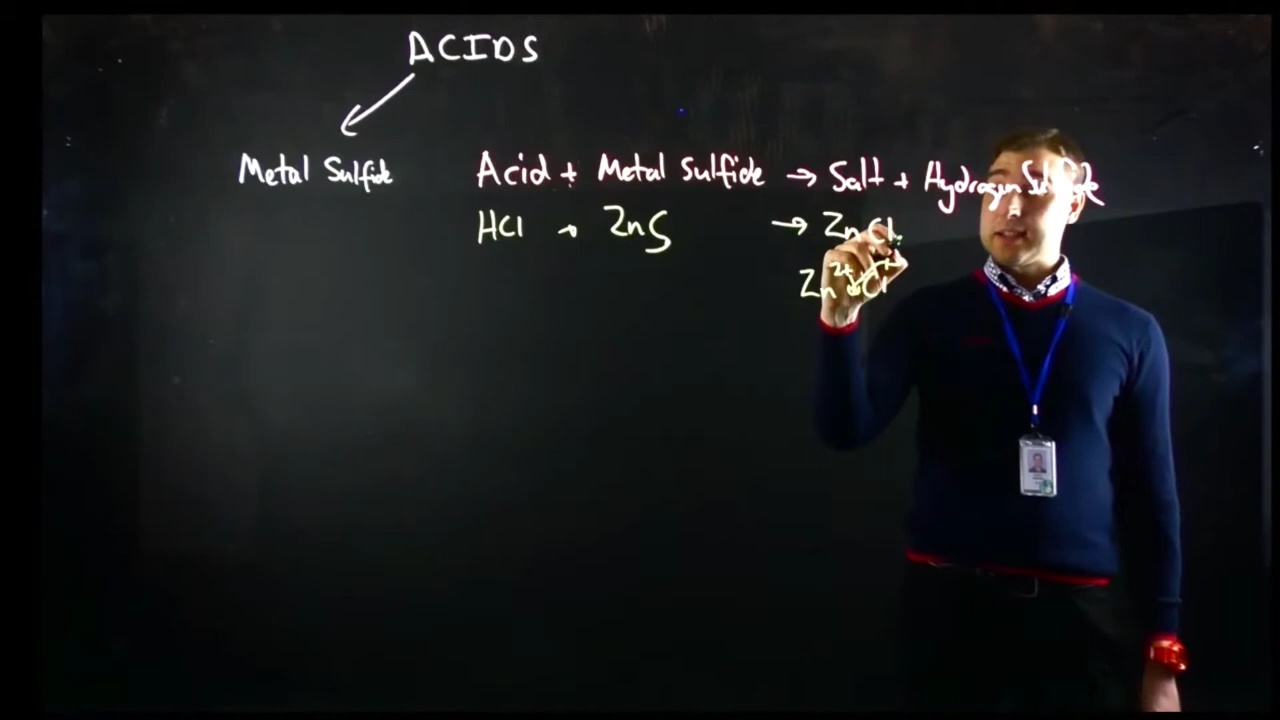 ACIDS
Metal Sulfide
Acid + Metal Sulfide → Salt + Hydrogen Sulfide
HCl + ZnS → ZnCl
Zn²⁺ Cl⁻